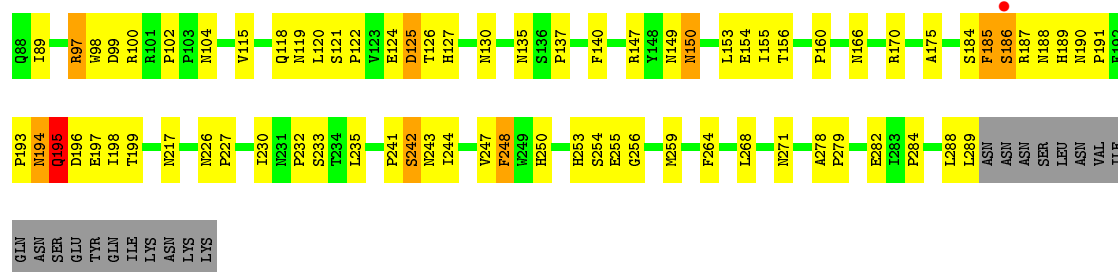 Q88 I89 R97 W98 D99 R100 R101 P102 P103 N104 V115 Q118 N119 L120 S121 P122 V123 E124 D125 T126 H127 N130 N135 S136 P137 F140 R147 Y148 N149 N150 L153 E154 I155 T156 P160 N166 R170 A175 S184 F185 S186 R187 N188 H189 N190 P191
P193 N194 Q195 D196 E197 I198 T199 N217 N226 P227 I230 N231 P232 S233 T234 L235 P241 S242 N243 I244 V247 F248 W249 H250 H253 S254 E255 G256 M259 F264 L268 N271 A278 P279 E282 I283 P284 L288 L289 ASN ASN ASN SER LEU ASN VAL ILE
GLN ASN SER GLU TYR GLN ILE LYS ASN LYS LYS